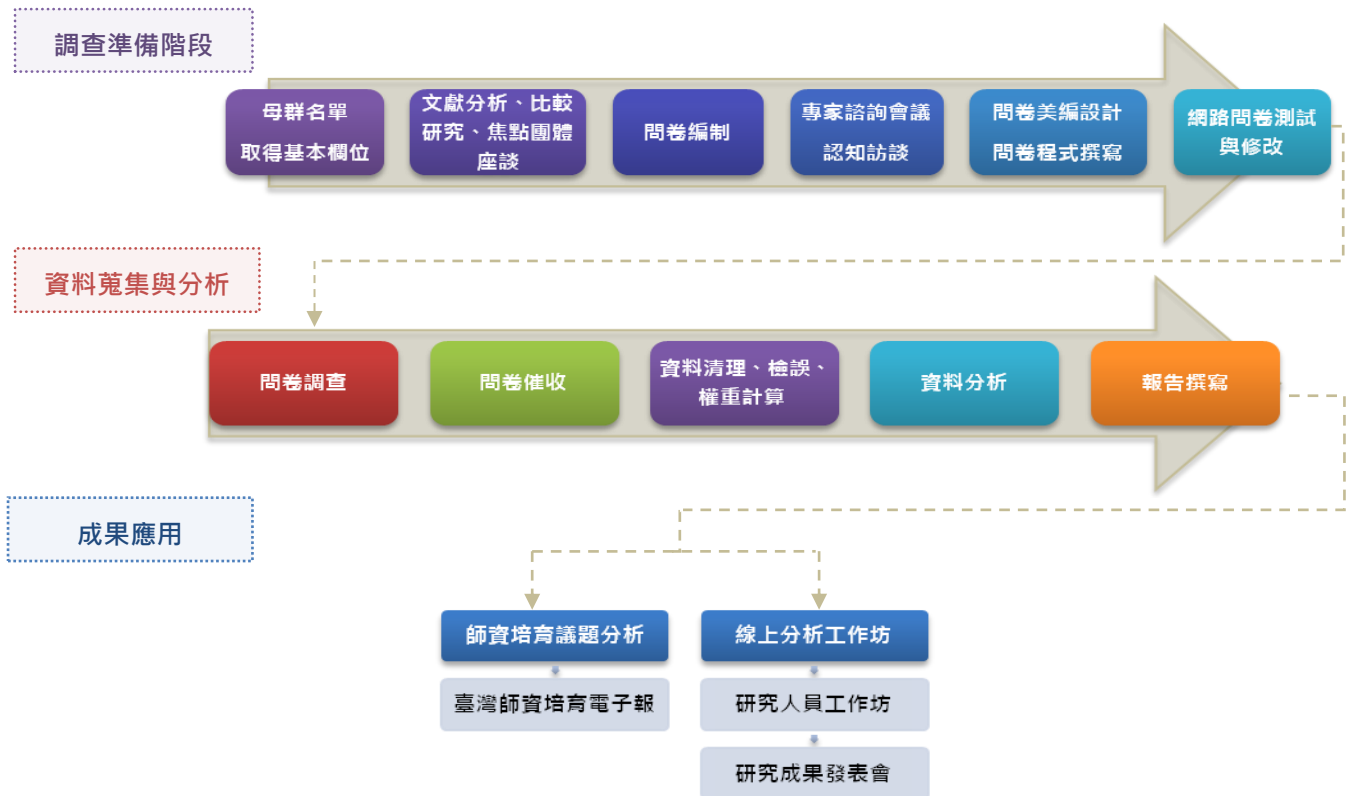 調查準備階段
母群名單
取得基本欄位
文獻分析、比較
研究、焦點團體
座談
問卷編制
專家諮詢會議
認知訪談
問卷美編設計
問卷程式撰寫
網路問卷測試
與修改
資料蒐集與分析
問卷調查
問卷催收
資料清理、檢誤、
權重計算
資料分析
報告撰寫
成果應用
師資培育議題分析
臺灣師資培育電子報
線上分析工作坊
研究人員工作坊
研究成果發表會